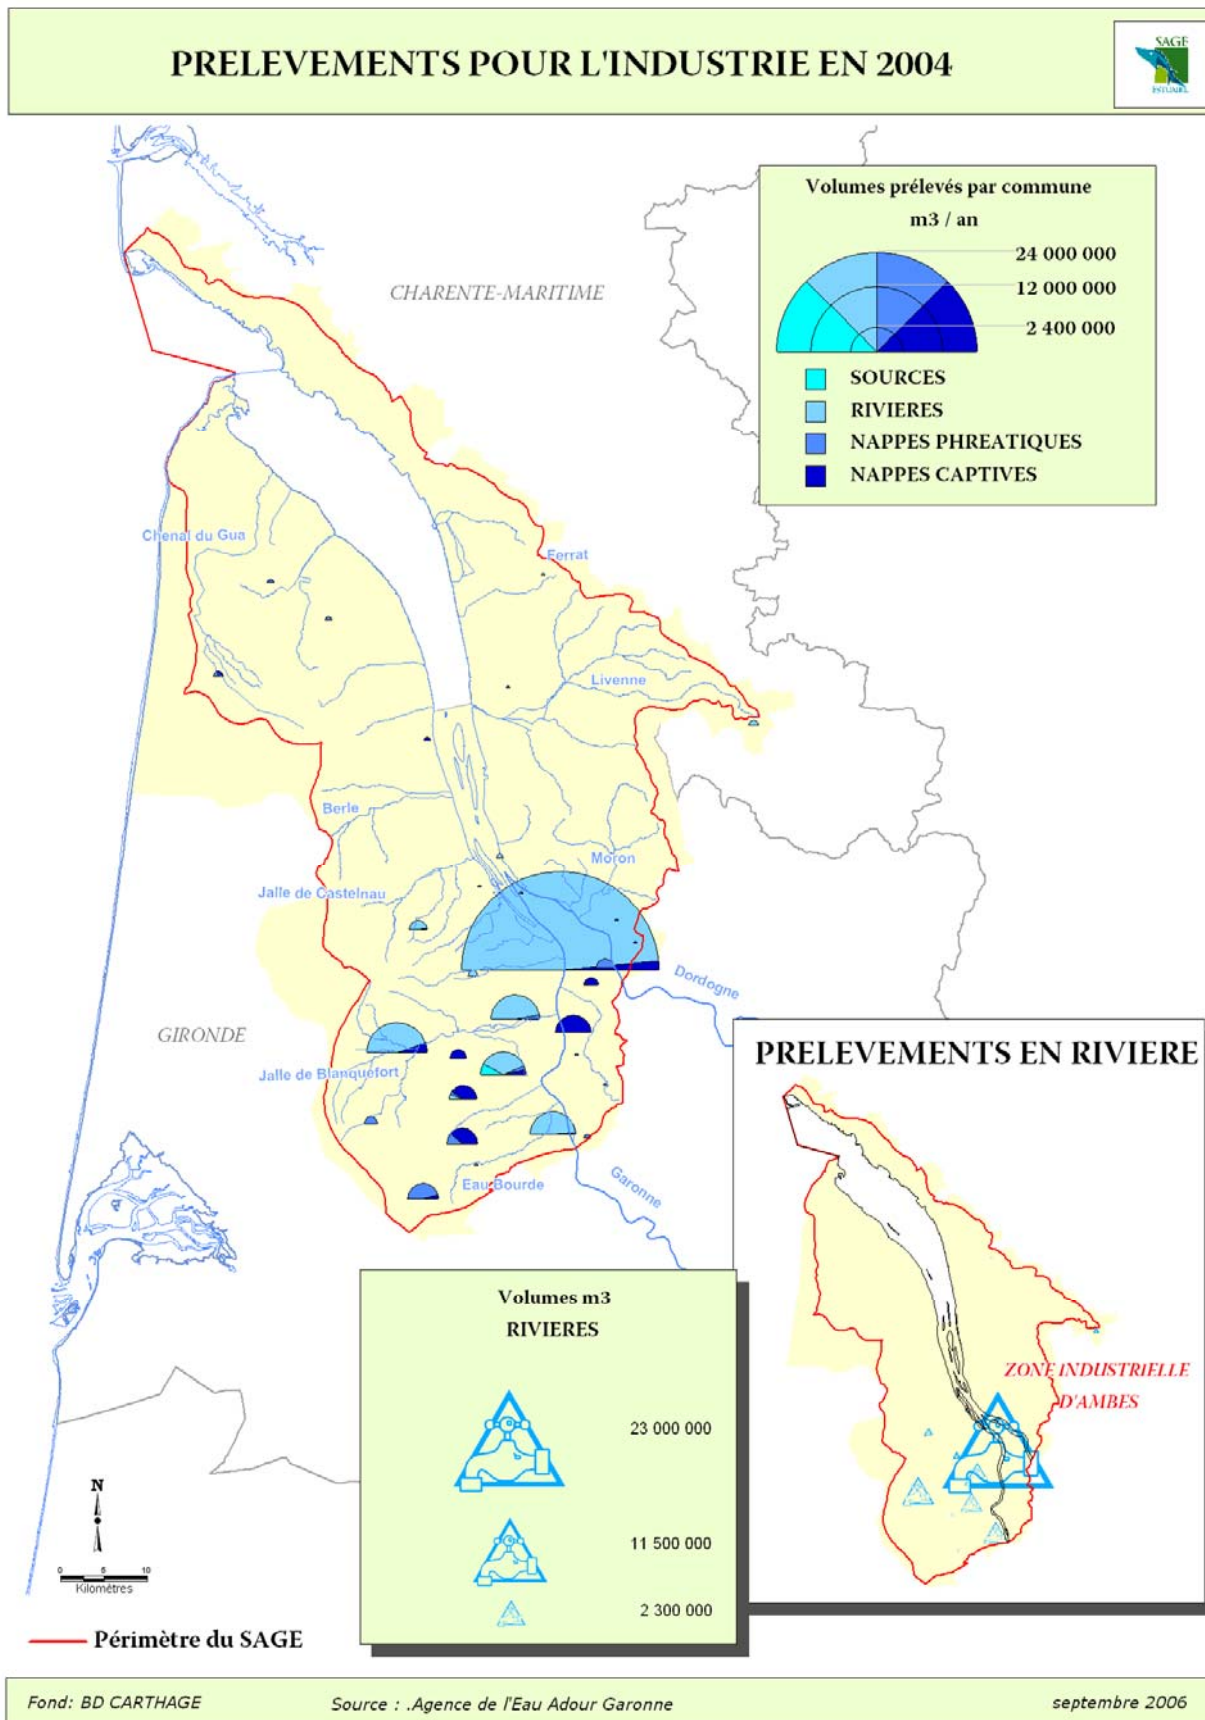 PRELEVEMENTS POUR L'INDUSTRIE EN 2004
SAGE
ESTUAIRE
Volumes prélevés par commune
m3 / an
24 000 000
12 000 000
2 400 000
SOURCES
RIVIERES
NAPPES PHREATIQUES
NAPPES CAPTIVES
CHARENTE-MARITIME
Chenal du Gua
Ferrat
Livenne
Berle
Moron
Jalle de Castelnau
Dordogne
GIRONDE
Jalle de Blanquefort
Eau Bourde
Garonne
PRELEVEMENTS EN RIVIERE
ZONE INDUSTRIELLE
D'AMBES
Volumes m3
RIVIERES
23 000 000
11 500 000
2 300 000
N
0 5 10
Kilomètres
Périmètre du SAGE
Fond: BD CARTHAGE
Source : .Agence de l'Eau Adour Garonne
septembre 2006